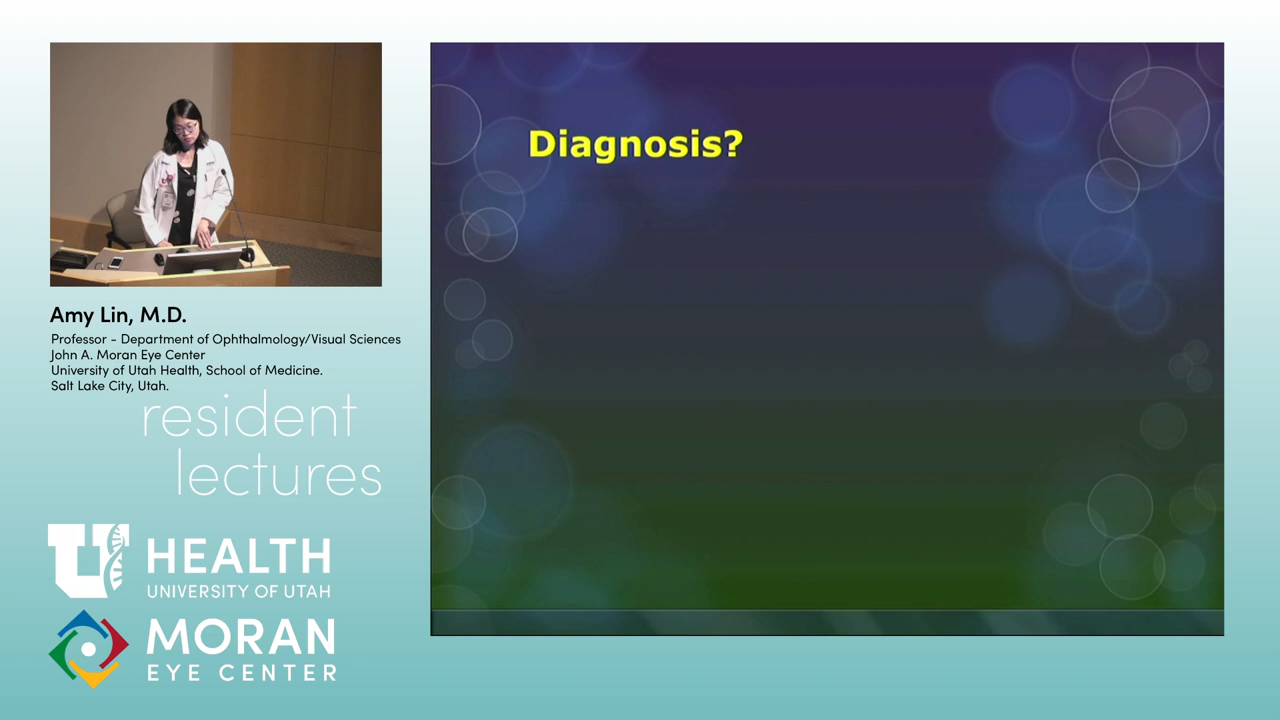 Diagnosis?
Amy Lin, M.D.
Professor - Department of Ophthalmology/Visual Sciences
John A. Moran Eye Center
University of Utah Health, School of Medicine.
Salt Lake City, Utah.
resident
lectures
U HEALTH
UNIVERSITY OF UTAH
MORAN
EYE CENTER